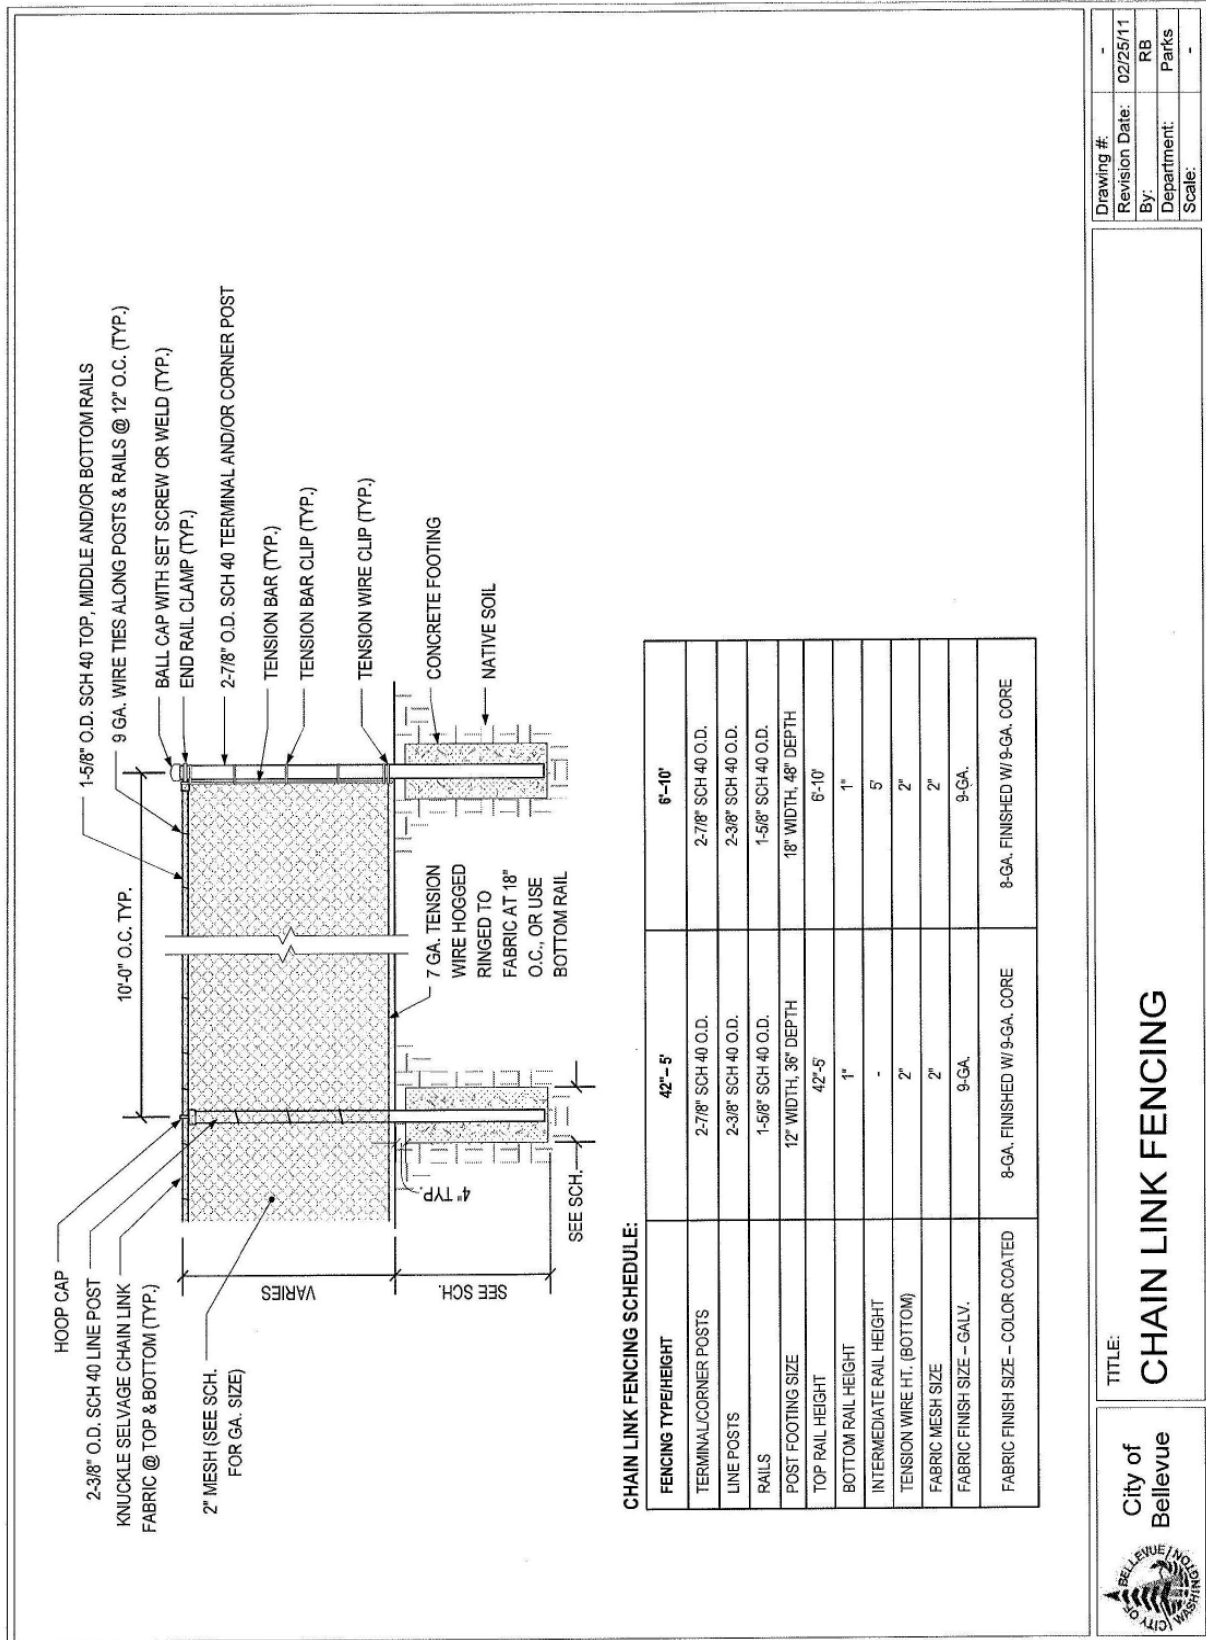 HOOP CAP
2-3/8" O.D. SCH 40 LINE POST
KNUCKLE SELVAGE CHAIN LINK
FABRIC @ TOP & BOTTOM (TYP.)
2" MESH (SEE SCH.
FOR GA. SIZE)
VARIES
SEE SCH.
4" TYP.
SEE SCH.
10'-0" O.C. TYP.
1-5/8" O.D. SCH 40 TOP, MIDDLE AND/OR BOTTOM RAILS
9 GA. WIRE TIES ALONG POSTS & RAILS @ 12" O.C. (TYP.)
BALL CAP WITH SET SCREW OR WELD (TYP.)
END RAIL CLAMP (TYP.)
2-7/8" O.D. SCH 40 TERMINAL AND/OR CORNER POST
TENSION BAR (TYP.)
TENSION BAR CLIP (TYP.)
TENSION WIRE CLIP (TYP.)
CONCRETE FOOTING
NATIVE SOIL
7 GA. TENSION
WIRE HOGGED
RINGED TO
FABRIC AT 18"
O.C., OR USE
BOTTOM RAIL
CHAIN LINK FENCING SCHEDULE:
FENCING TYPE/HEIGHT 42"– 5' 6'–10'
TERMINAL/CORNER POSTS 2-7/8" SCH 40 O.D. 2-7/8" SCH 40 O.D.
LINE POSTS 2-3/8" SCH 40 O.D. 2-3/8" SCH 40 O.D.
RAILS 1-5/8" SCH 40 O.D. 1-5/8" SCH 40 O.D.
POST FOOTING SIZE 12" WIDTH, 36" DEPTH 18" WIDTH, 48" DEPTH
TOP RAIL HEIGHT 42"-5' 6'-10'
BOTTOM RAIL HEIGHT 1" 1"
INTERMEDIATE RAIL HEIGHT - 5'
TENSION WIRE HT. (BOTTOM) 2" 2"
FABRIC MESH SIZE 2" 2"
FABRIC FINISH SIZE – GALV. 9-GA. 9-GA.
FABRIC FINISH SIZE – COLOR COATED 8-GA. FINISHED W/ 9-GA. CORE 8-GA. FINISHED W/ 9-GA. CORE
CITY OF BELLEVUE WASHINGTON
City of
Bellevue
TITLE:
CHAIN LINK FENCING
Drawing #: -
Revision Date: 02/25/11
By: RB
Department: Parks
Scale: -